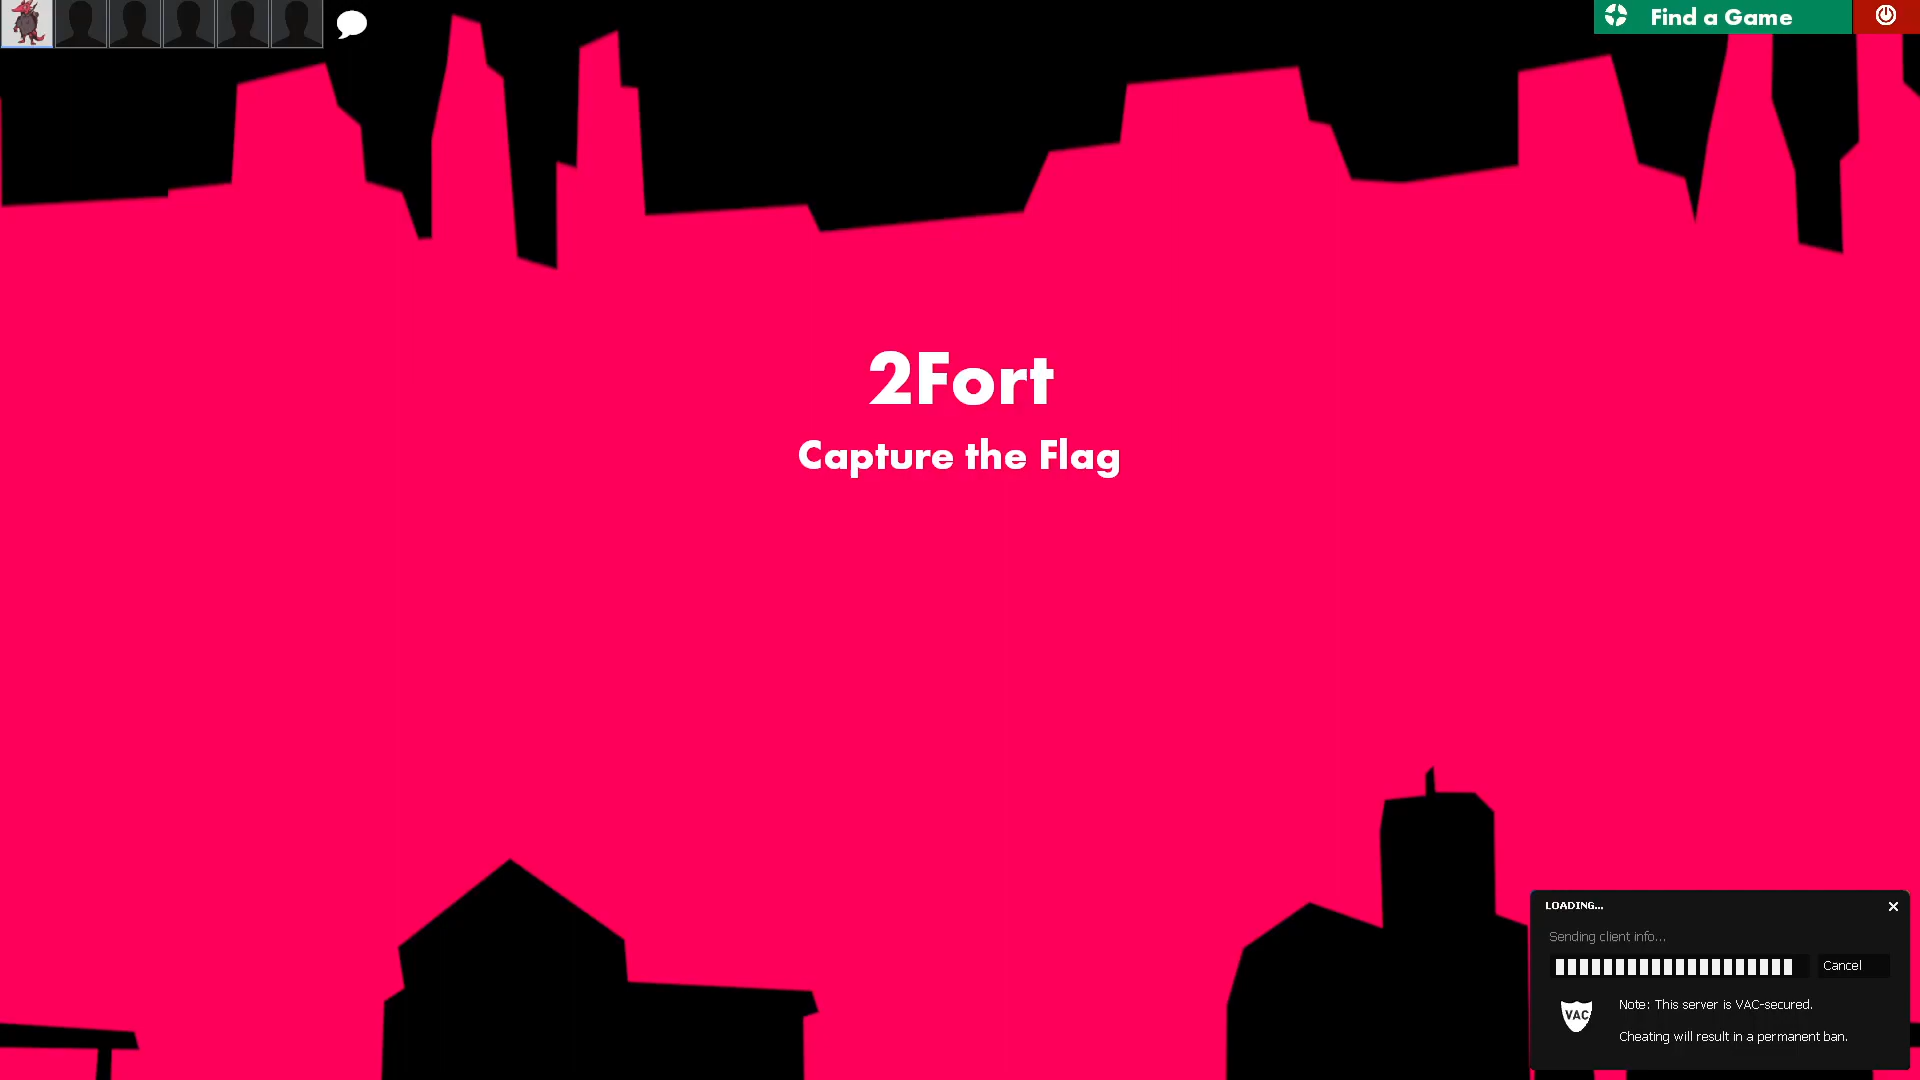 Find a Game
2Fort
Capture the Flag
LOADING...
Sending client info...
Cancel
VAC
Note: This server is VAC-secured.
Cheating will result in a permanent ban.